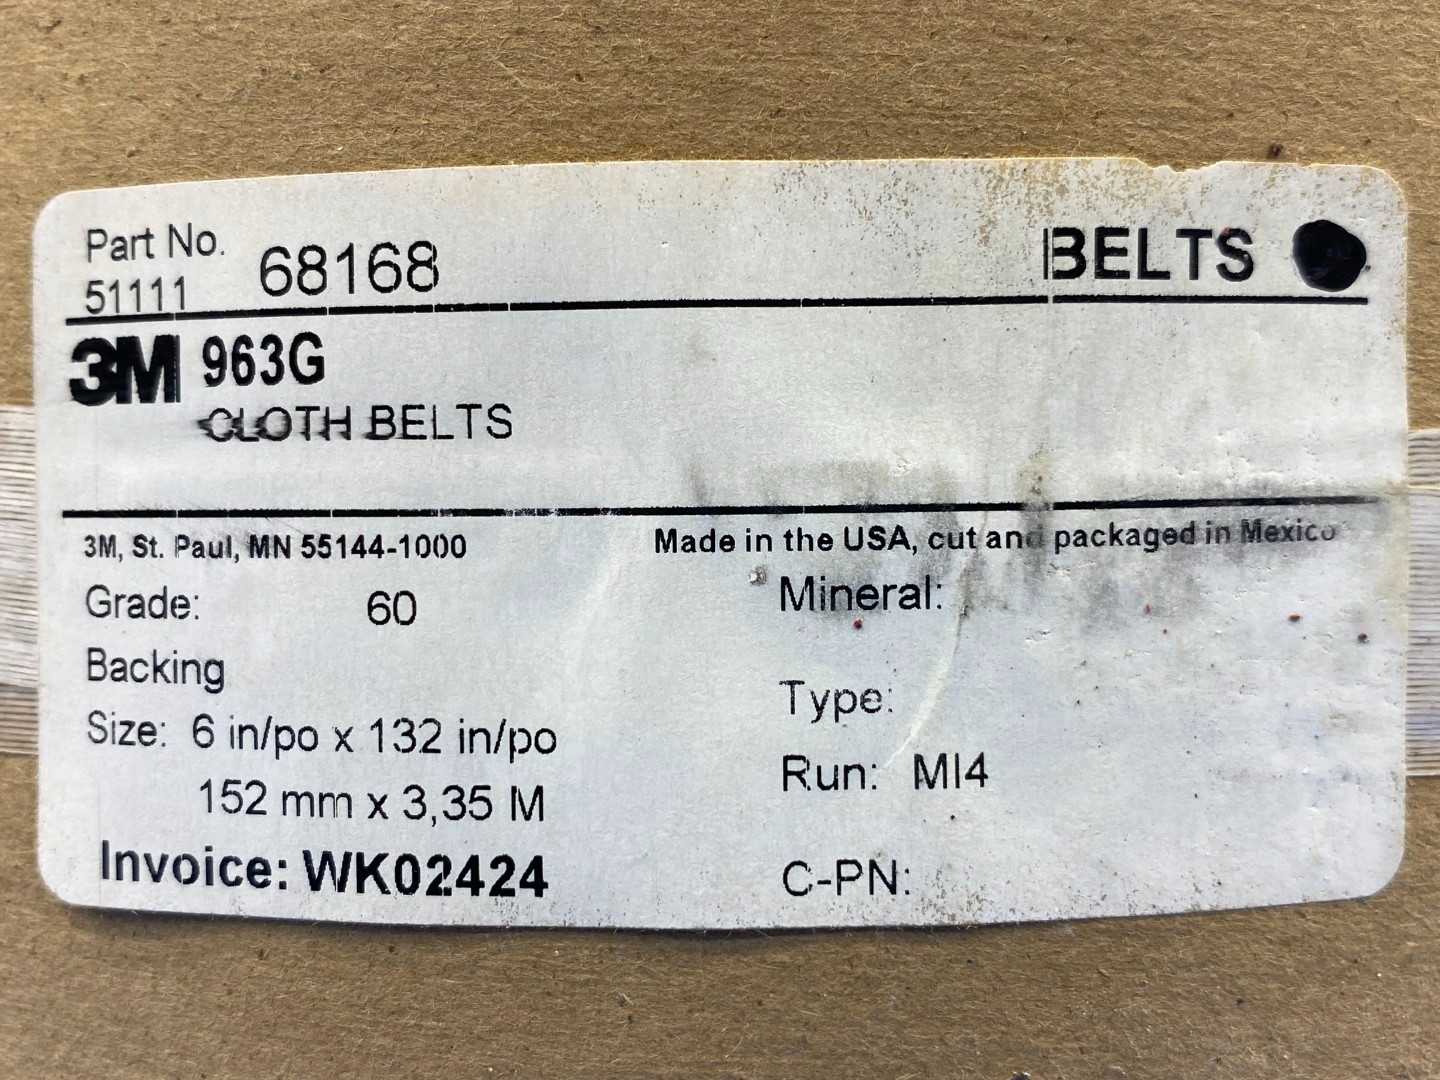 Part No.
51111 68168 BELTS
3M 963G
CLOTH BELTS
3M, St. Paul, MN 55144-1000
Made in the USA, cut and packaged in Mexico
Grade: 60
Mineral:
Backing
Type:
Size: 6 in/po x 132 in/po
152 mm x 3,35 M
Run: MI4
Invoice: WK02424
C-PN: